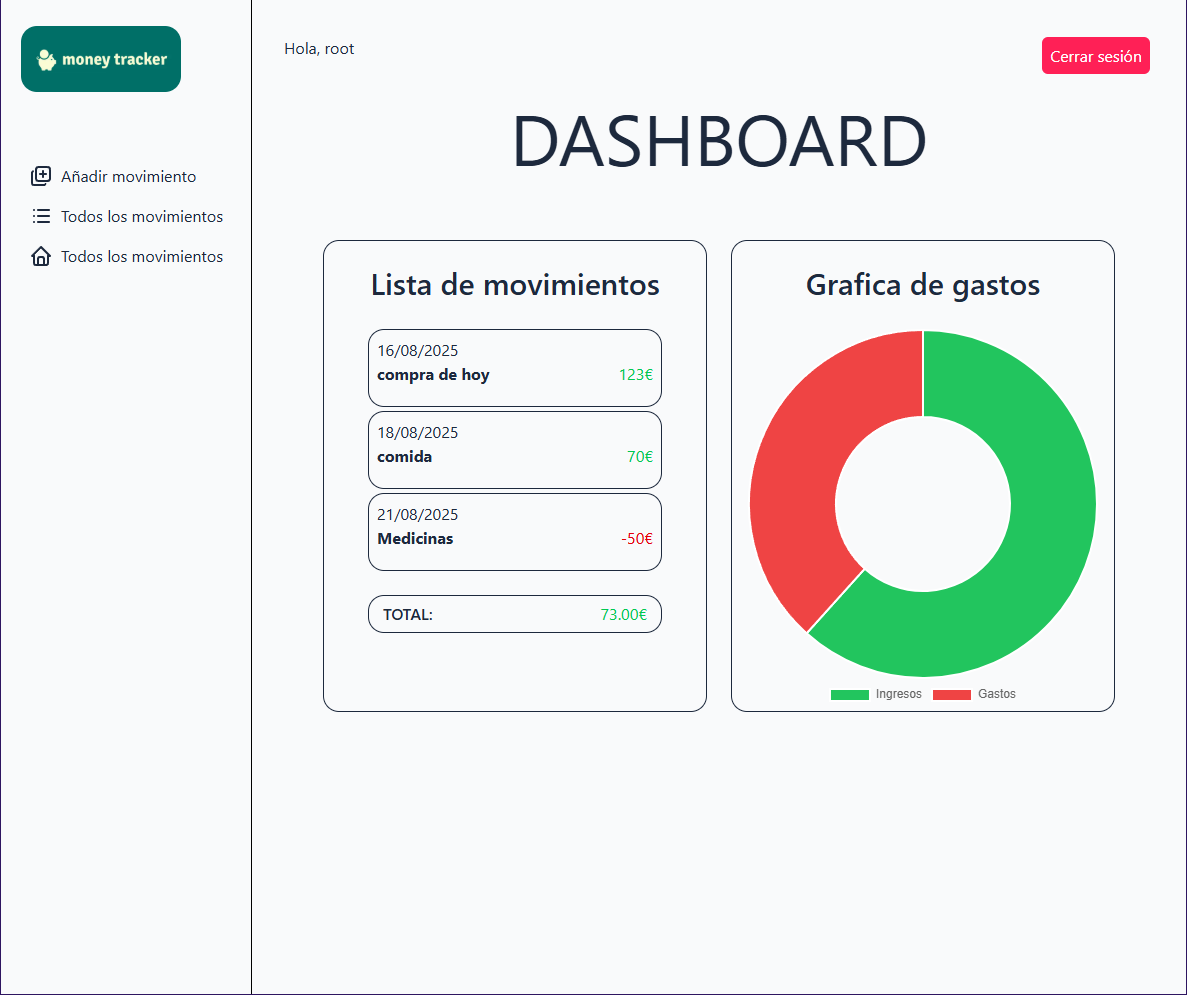 money tracker
Hola, root
Cerrar sesión
DASHBOARD
Añadir movimiento
Todos los movimientos
Todos los movimientos
Lista de movimientos
16/08/2025
compra de hoy 123€
18/08/2025
comida 70€
21/08/2025
Medicinas -50€
TOTAL: 73.00€
Grafica de gastos
Ingresos Gastos